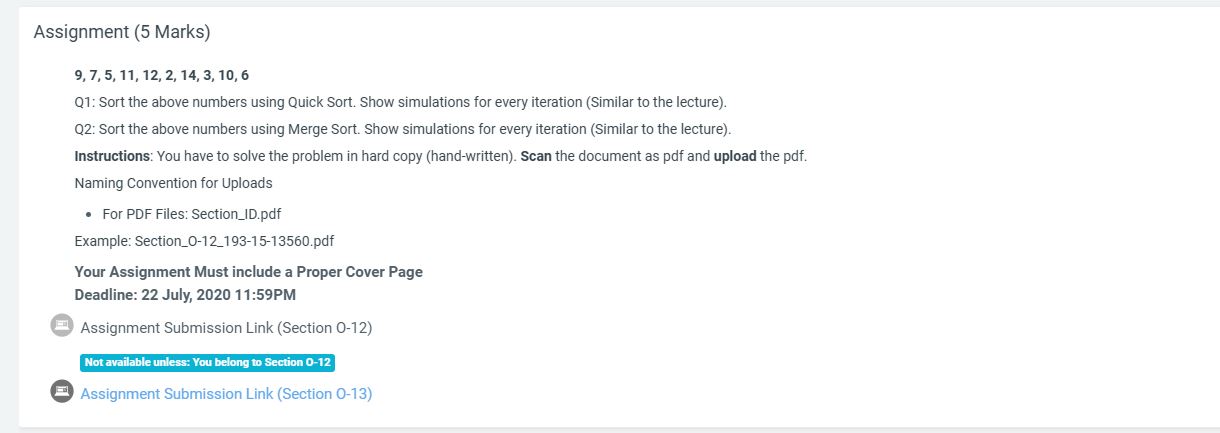 Assignment (5 Marks)
9, 7, 5, 11, 12, 2, 14, 3, 10, 6
Q1: Sort the above numbers using Quick Sort. Show simulations for every iteration (Similar to the lecture).
Q2: Sort the above numbers using Merge Sort. Show simulations for every iteration (Similar to the lecture).
Instructions: You have to solve the problem in hard copy (hand-written). Scan the document as pdf and upload the pdf.
Naming Convention for Uploads
• For PDF Files: Section_ID.pdf
Example: Section_O-12_193-15-13560.pdf
Your Assignment Must include a Proper Cover Page
Deadline: 22 July, 2020 11:59PM
Assignment Submission Link (Section O-12)
Not available unless: You belong to Section O-12
Assignment Submission Link (Section O-13)